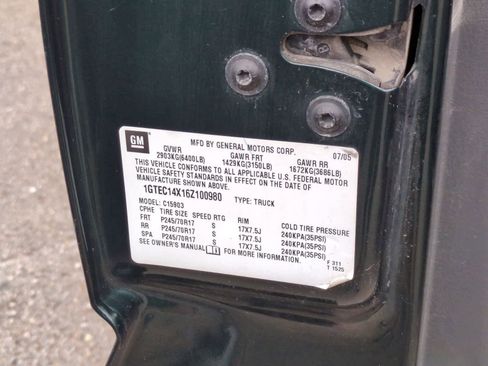 GM
MFD BY GENERAL MOTORS CORP. 07/05
GVWR GAWR FRT GAWR RR
2903KG(6400LB) 1429KG(3150LB) 1672KG(3686LB)
THIS VEHICLE CONFORMS TO ALL APPLICABLE U.S. FEDERAL MOTOR
VEHICLE SAFETY STANDARDS IN EFFECT ON THE DATE OF
MANUFACTURE SHOWN ABOVE.
1GTEC14X16Z100980 TYPE: TRUCK
MODEL: C15903
CHPE TIRE SIZE SPEED RTG RIM COLD TIRE PRESSURE
FRT P245/70R17 S 17X7.5J 240KPA(35PSI)
RR P245/70R17 S 17X7.5J 240KPA(35PSI)
SPA P245/70R17 S 17X7.5J 240KPA(35PSI)
SEE OWNER'S MANUAL FOR MORE INFORMATION. F 311
T 1525